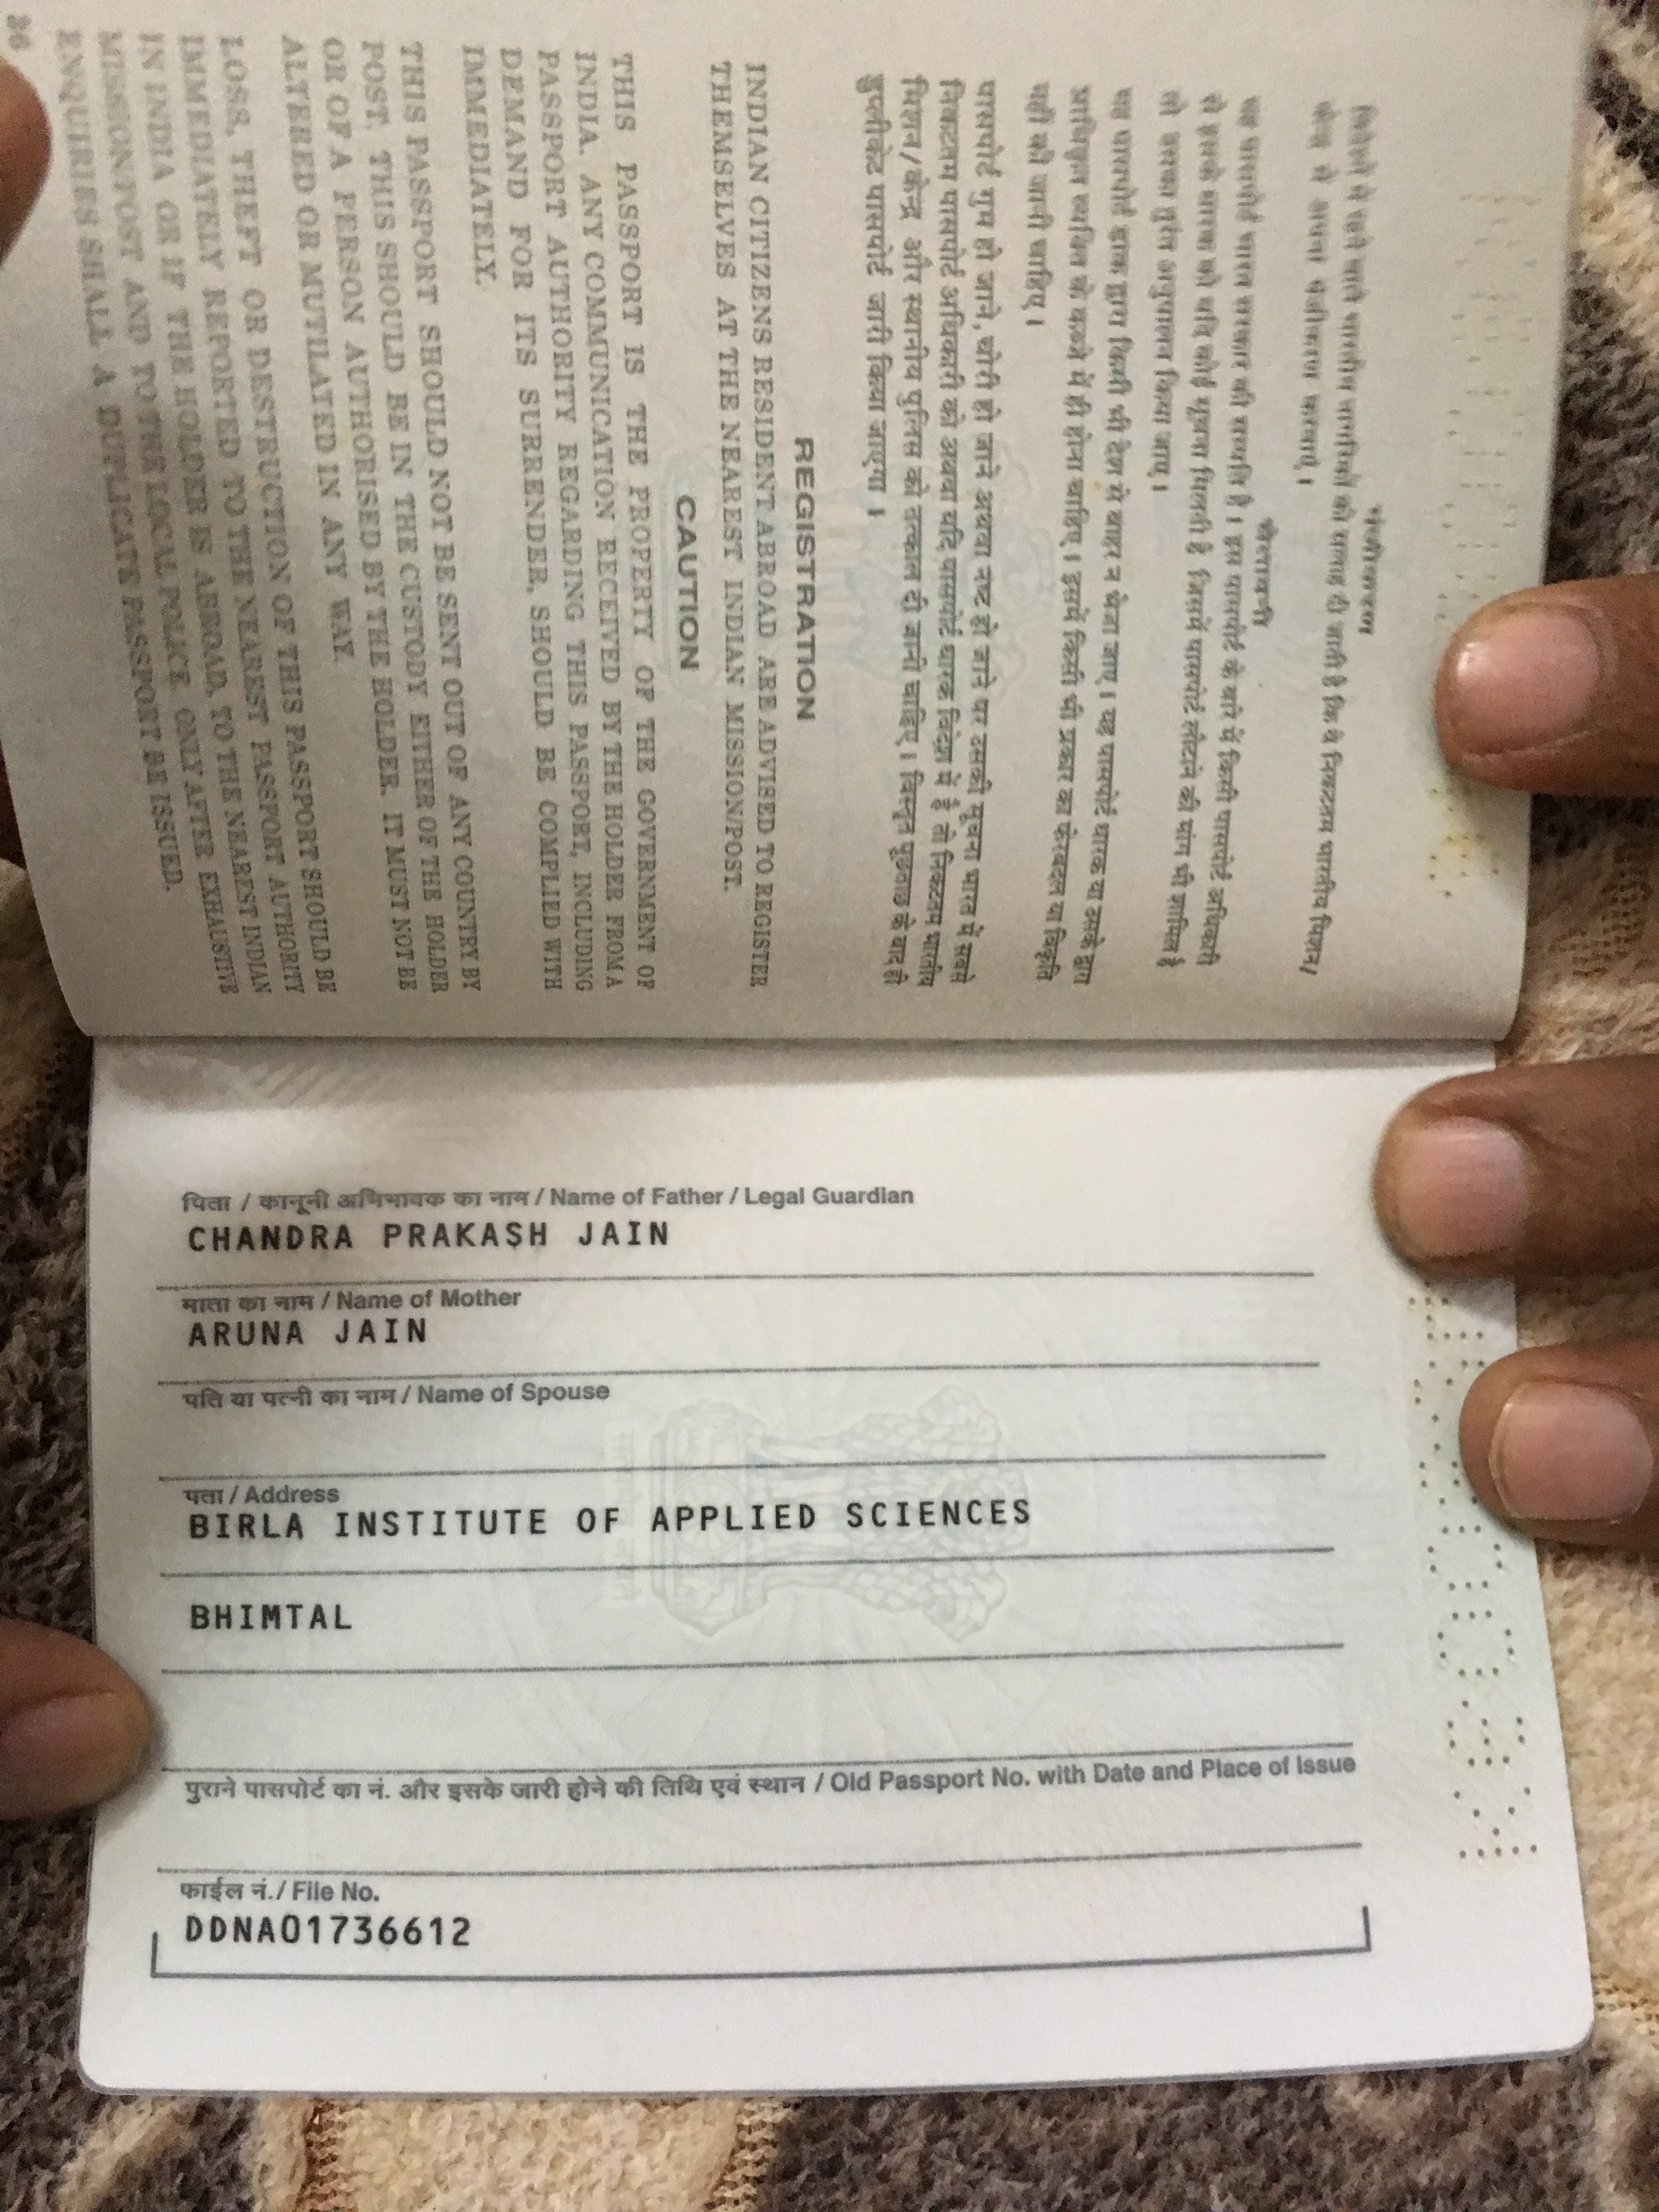 पंजीकरण
विदेशों में रहने वाले भारतीय नागरिकों को सलाह दी जाती है कि वे निकटतम भारतीय मिशन/
केन्द्र में अपना पंजीकरण करवाएं।
चेतावनी
यह पासपोर्ट भारत सरकार की सम्पत्ति है। इस पासपोर्ट के बारे में किसी पासपोर्ट अधिकारी
से इसके धारक को यदि कोई सूचना मिलती है जिसमें पासपोर्ट लौटाने की मांग भी शामिल है
तो उसका तुरंत अनुपालन किया जाए।
यह पासपोर्ट डाक द्वारा किसी भी देश से बाहर न भेजा जाए। यह पासपोर्ट धारक या उसके द्वारा
प्राधिकृत व्यक्ति के कब्जे में ही होना चाहिए। इसमें किसी भी प्रकार का फेरबदल या विकृति
नहीं की जानी चाहिए।
पासपोर्ट गुम हो जाने, चोरी हो जाने अथवा नष्ट हो जाने पर उसकी सूचना भारत में सबसे
निकटतम पासपोर्ट अधिकारी को अथवा यदि पासपोर्ट धारक विदेश में है तो निकटतम भारतीय
मिशन/केन्द्र और स्थानीय पुलिस को तत्काल दी जानी चाहिए। विस्तृत पूछताछ के बाद ही
डुप्लीकेट पासपोर्ट जारी किया जाएगा।
REGISTRATION
INDIAN CITIZENS RESIDENT ABROAD ARE ADVISED TO REGISTER
THEMSELVES AT THE NEAREST INDIAN MISSION/POST.
CAUTION
THIS PASSPORT IS THE PROPERTY OF THE GOVERNMENT OF
INDIA. ANY COMMUNICATION RECEIVED BY THE HOLDER FROM A
PASSPORT AUTHORITY REGARDING THIS PASSPORT, INCLUDING
DEMAND FOR ITS SURRENDER, SHOULD BE COMPLIED WITH
IMMEDIATELY.
THIS PASSPORT SHOULD NOT BE SENT OUT OF ANY COUNTRY BY
POST. THIS SHOULD BE IN THE CUSTODY EITHER OF THE HOLDER
OR OF A PERSON AUTHORISED BY THE HOLDER. IT MUST NOT BE
ALTERED OR MUTILATED IN ANY WAY.
LOSS, THEFT OR DESTRUCTION OF THIS PASSPORT SHOULD BE
IMMEDIATELY REPORTED TO THE NEAREST PASSPORT AUTHORITY
IN INDIA OR IF THE HOLDER IS ABROAD, TO THE NEAREST INDIAN
MISSION/POST AND TO THE LOCAL POLICE. ONLY AFTER EXHAUSTIVE
ENQUIRIES SHALL A DUPLICATE PASSPORT BE ISSUED.
36
पिता / कानूनी अभिभावक का नाम / Name of Father / Legal Guardian
CHANDRA PRAKASH JAIN
माता का नाम / Name of Mother
ARUNA JAIN
पति या पत्नी का नाम / Name of Spouse
पता / Address
BIRLA INSTITUTE OF APPLIED SCIENCES
BHIMTAL
पुराने पासपोर्ट का नं. और इसके जारी होने की तिथि एवं स्थान / Old Passport No. with Date and Place of Issue
फाईल नं./ File No.
DDNA01736612